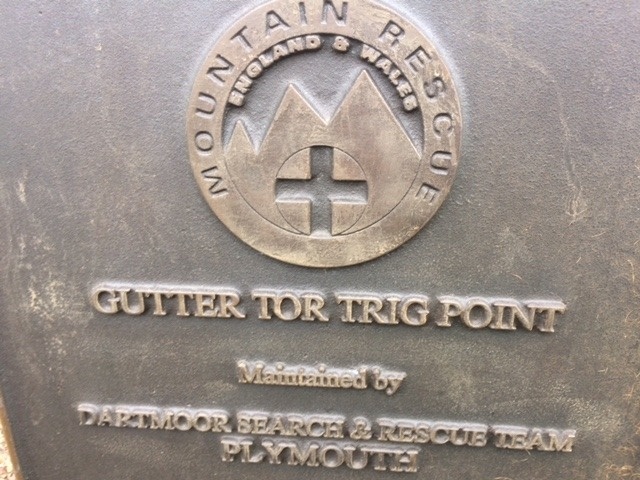 MOUNTAIN RESCUE
ENGLAND & WALES
GUTTER TOR TRIG POINT
Maintained by
DARTMOOR SEARCH & RESCUE TEAM
PLYMOUTH